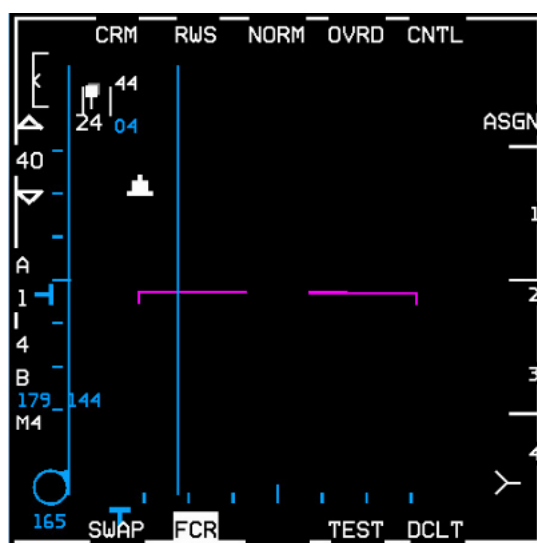 CRM RWS NORM OVRD CNTL
44
24 04
ASGN
40
1
A
1
2
4
B
3
179 144
M4
4
165
SWAP FCR TEST DCLT